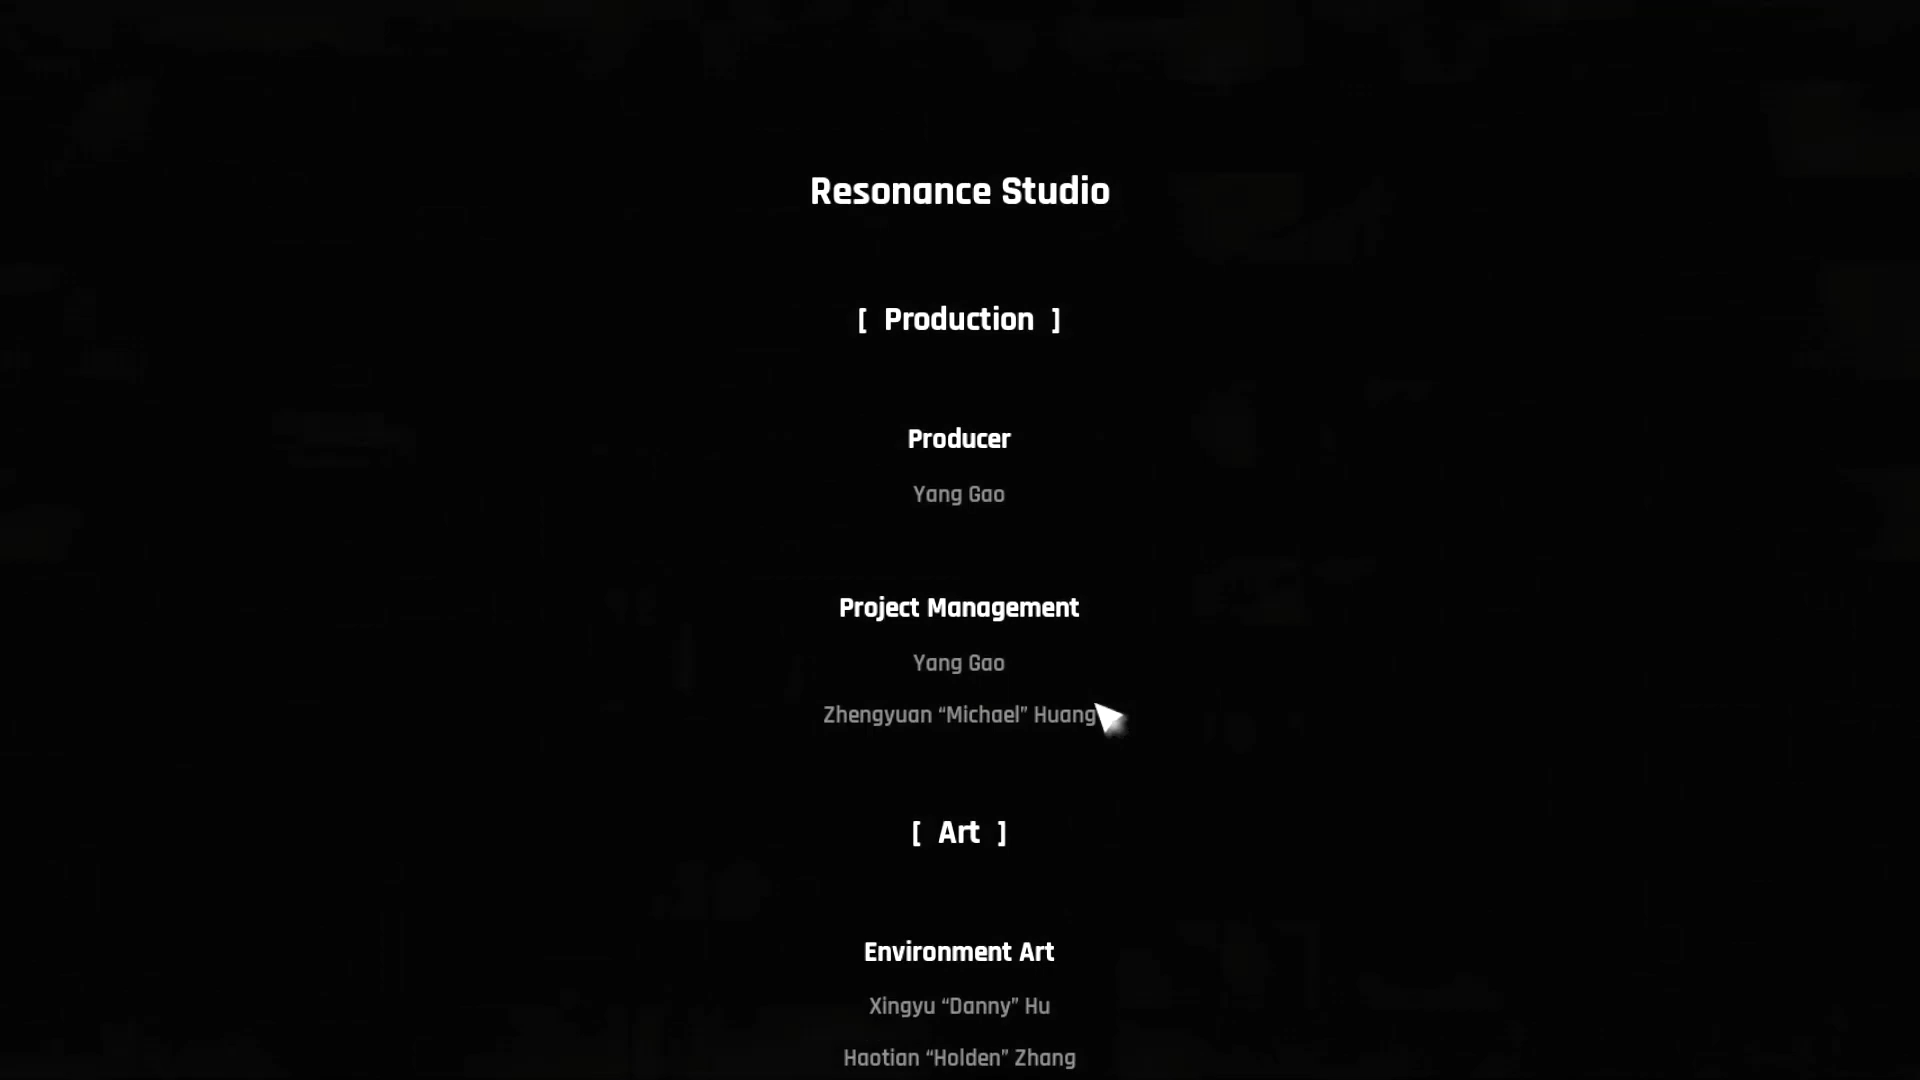 Resonance Studio
[ Production ]
Producer
Yang Gao
Project Management
Yang Gao
Zhengyuan “Michael” Huang
[ Art ]
Environment Art
Xingyu “Danny” Hu
Haotian “Holden” Zhang